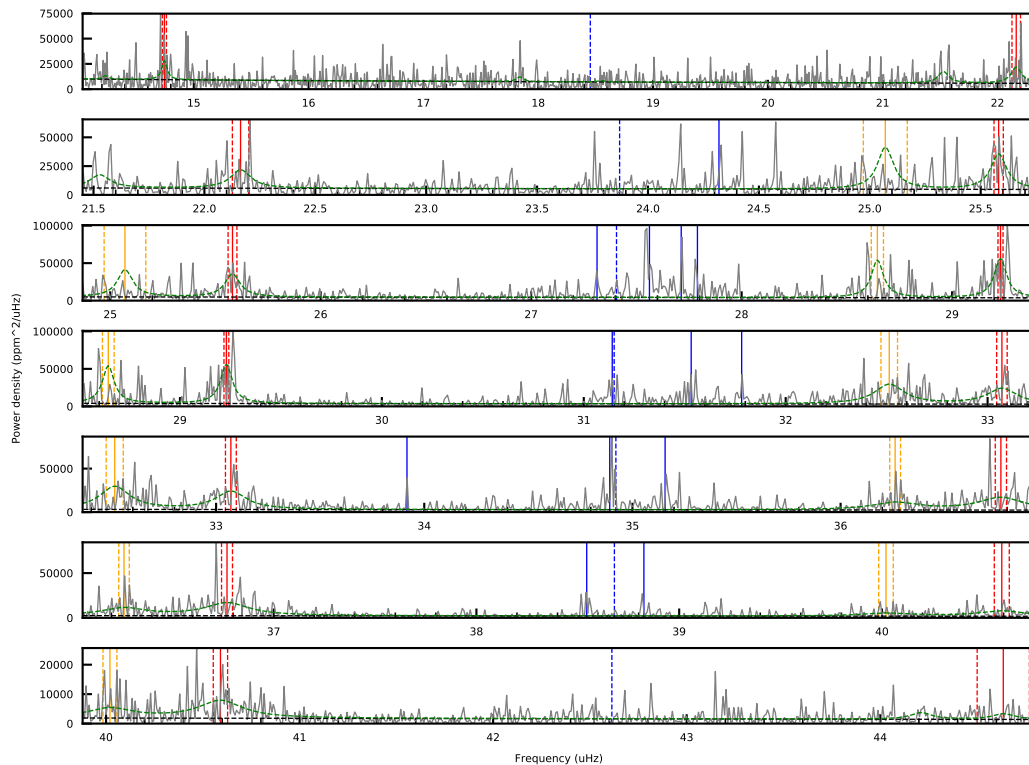 75000
50000
25000
0
15 16 17 18 19 20 21 22
50000
25000
0
21.5 22.0 22.5 23.0 23.5 24.0 24.5 25.0 25.5
100000
50000
0
25 26 27 28 29
100000
50000
0
29 30 31 32 33
Power density (ppm^2/uHz)
50000
0
33 34 35 36
50000
0
37 38 39 40
20000
10000
0
40 41 42 43 44
Frequency (uHz)